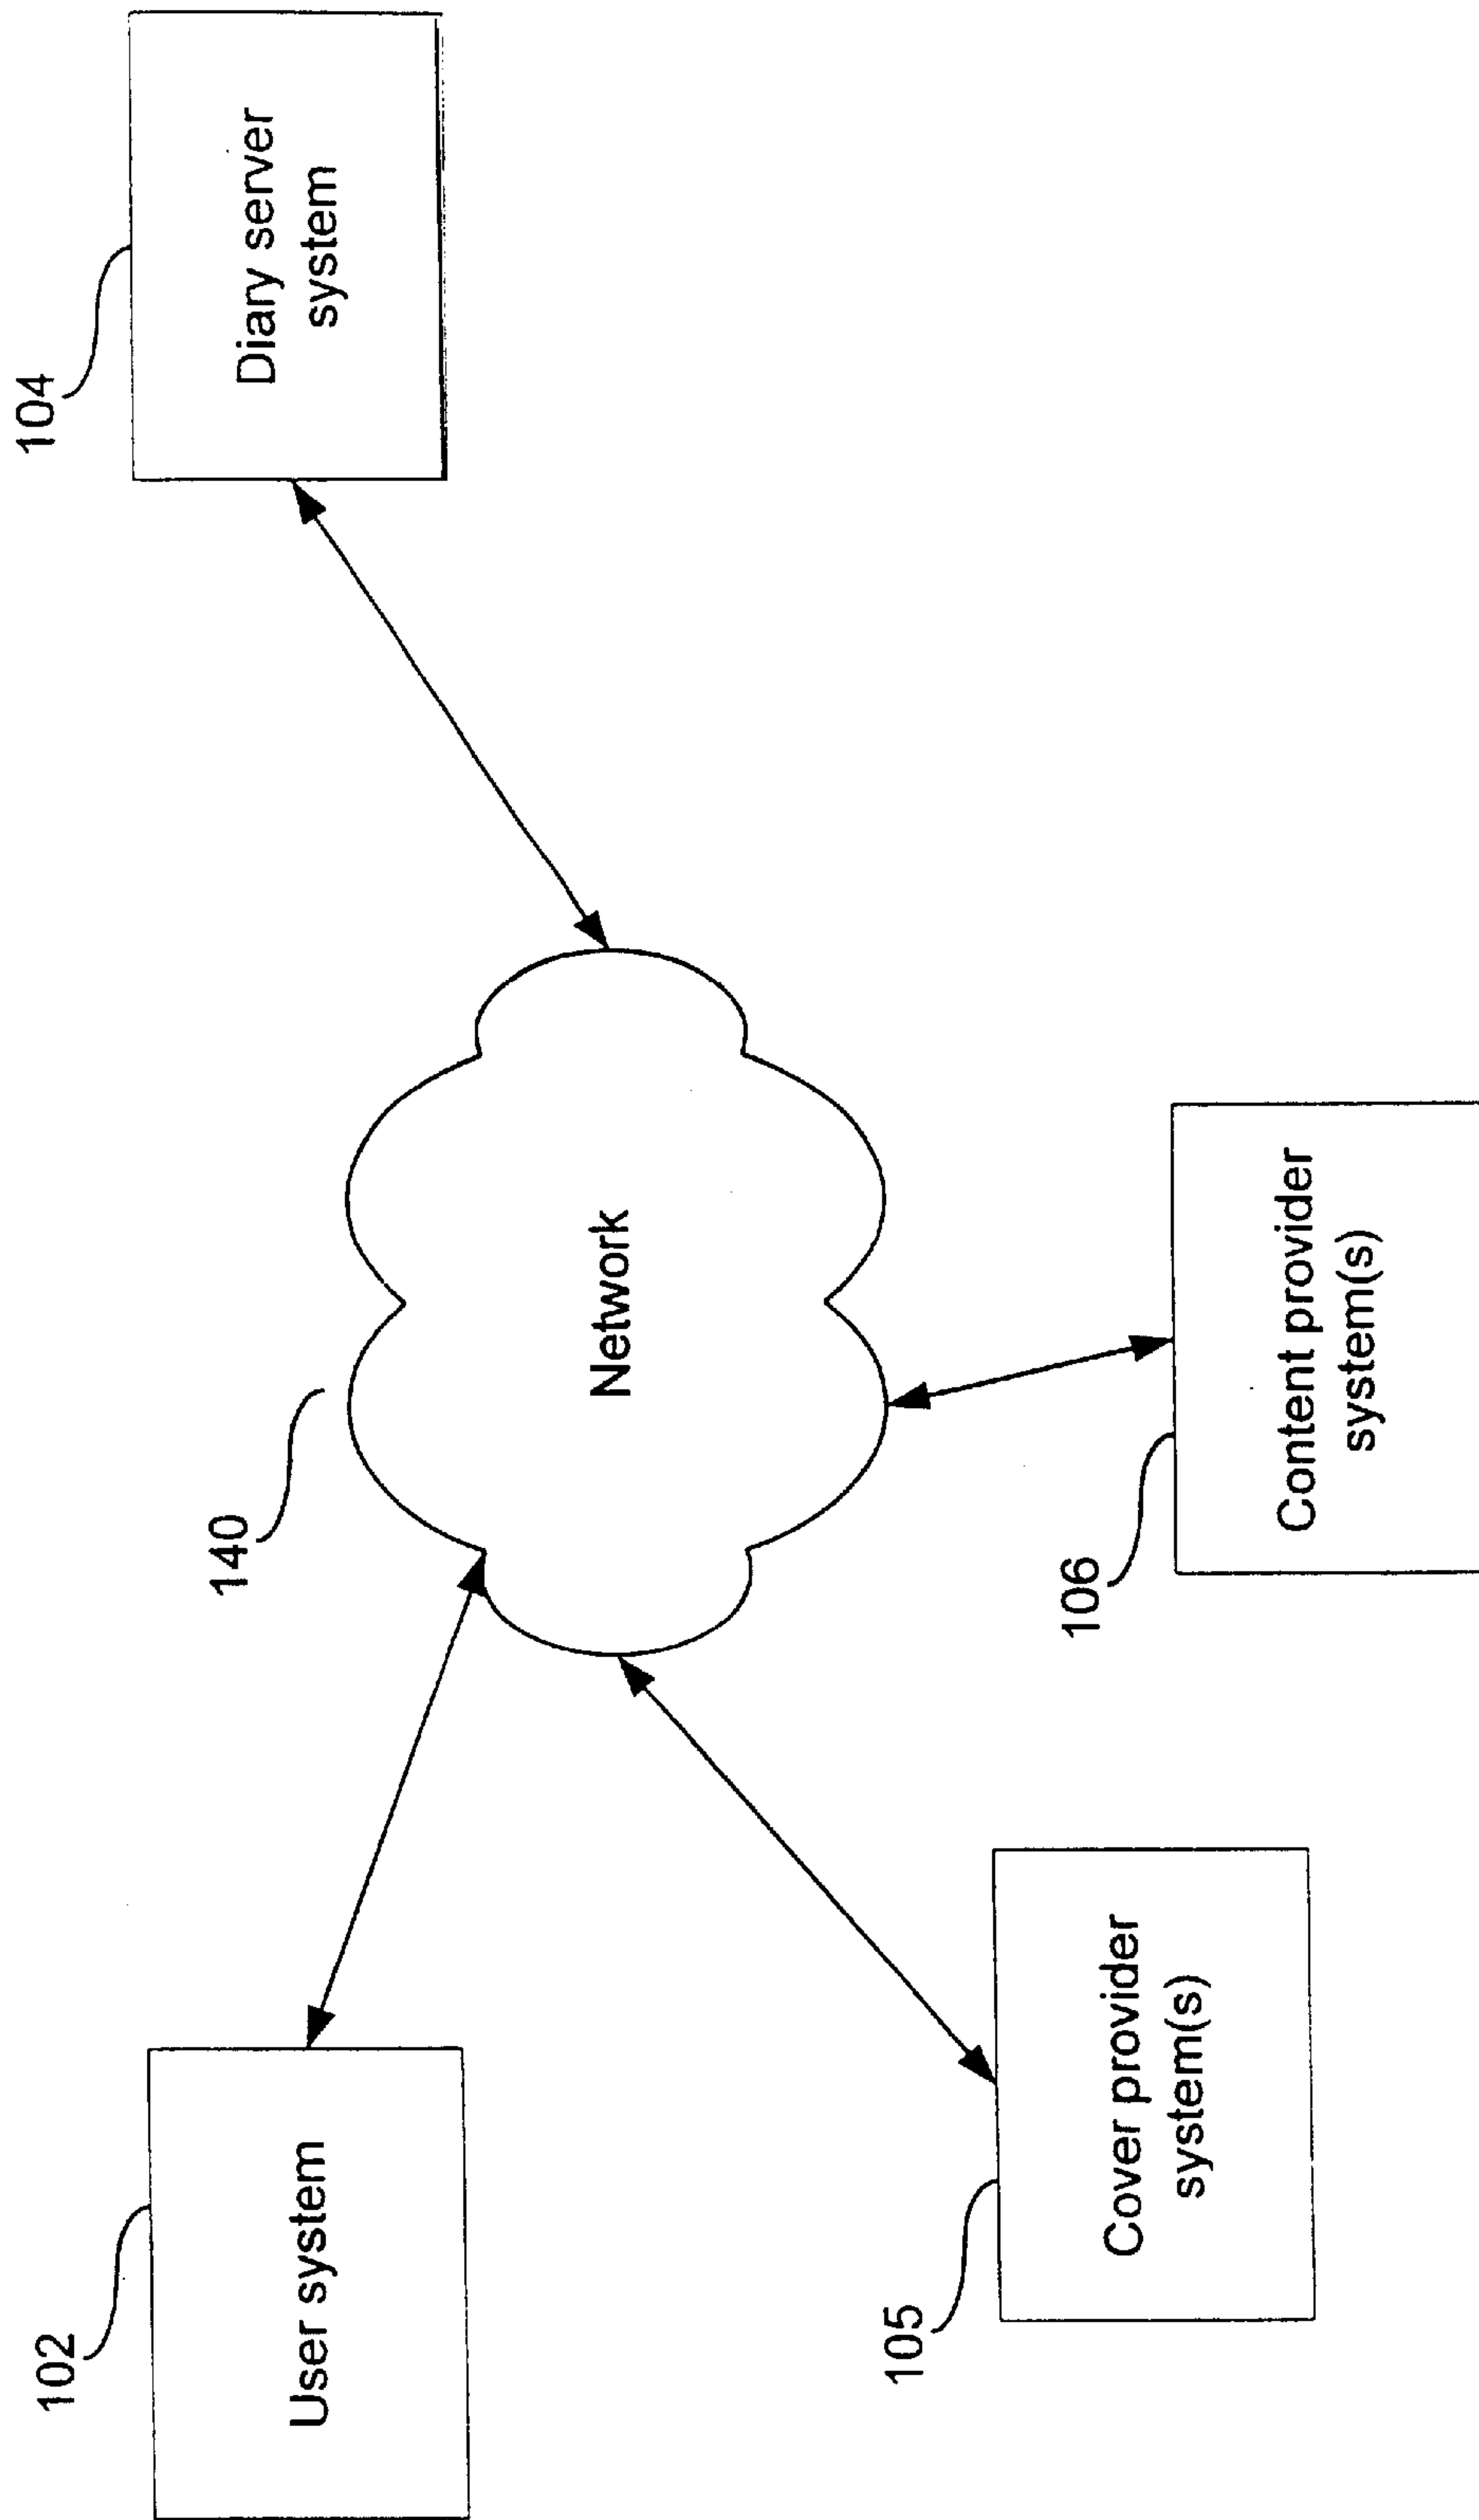 102
User system
140
Network
104
Diary server
system
105
Cover provider
system(s)
106
Content provider
system(s)